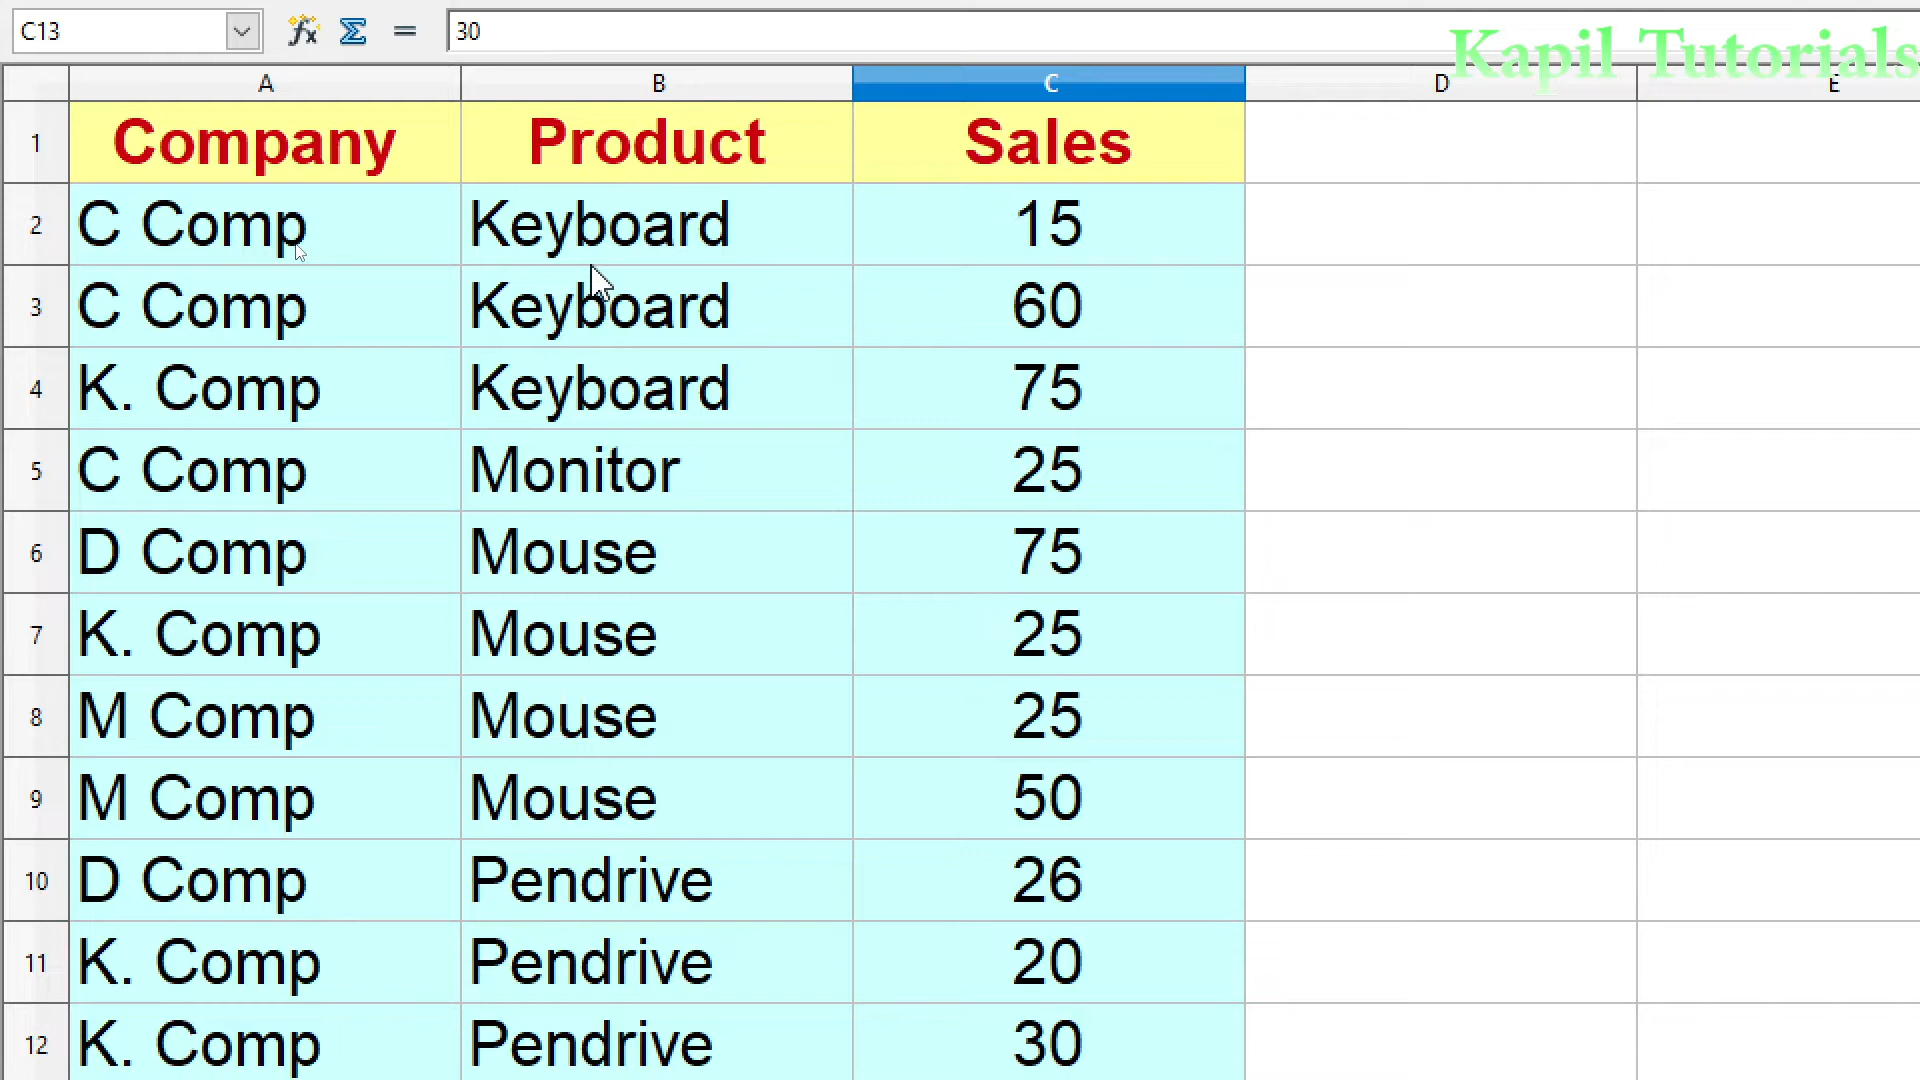 C13 fx Σ = 30
Kapil Tutorials
A B C D E
1 Company Product Sales
2 C Comp Keyboard 15
3 C Comp Keyboard 60
4 K. Comp Keyboard 75
5 C Comp Monitor 25
6 D Comp Mouse 75
7 K. Comp Mouse 25
8 M Comp Mouse 25
9 M Comp Mouse 50
10 D Comp Pendrive 26
11 K. Comp Pendrive 20
12 K. Comp Pendrive 30